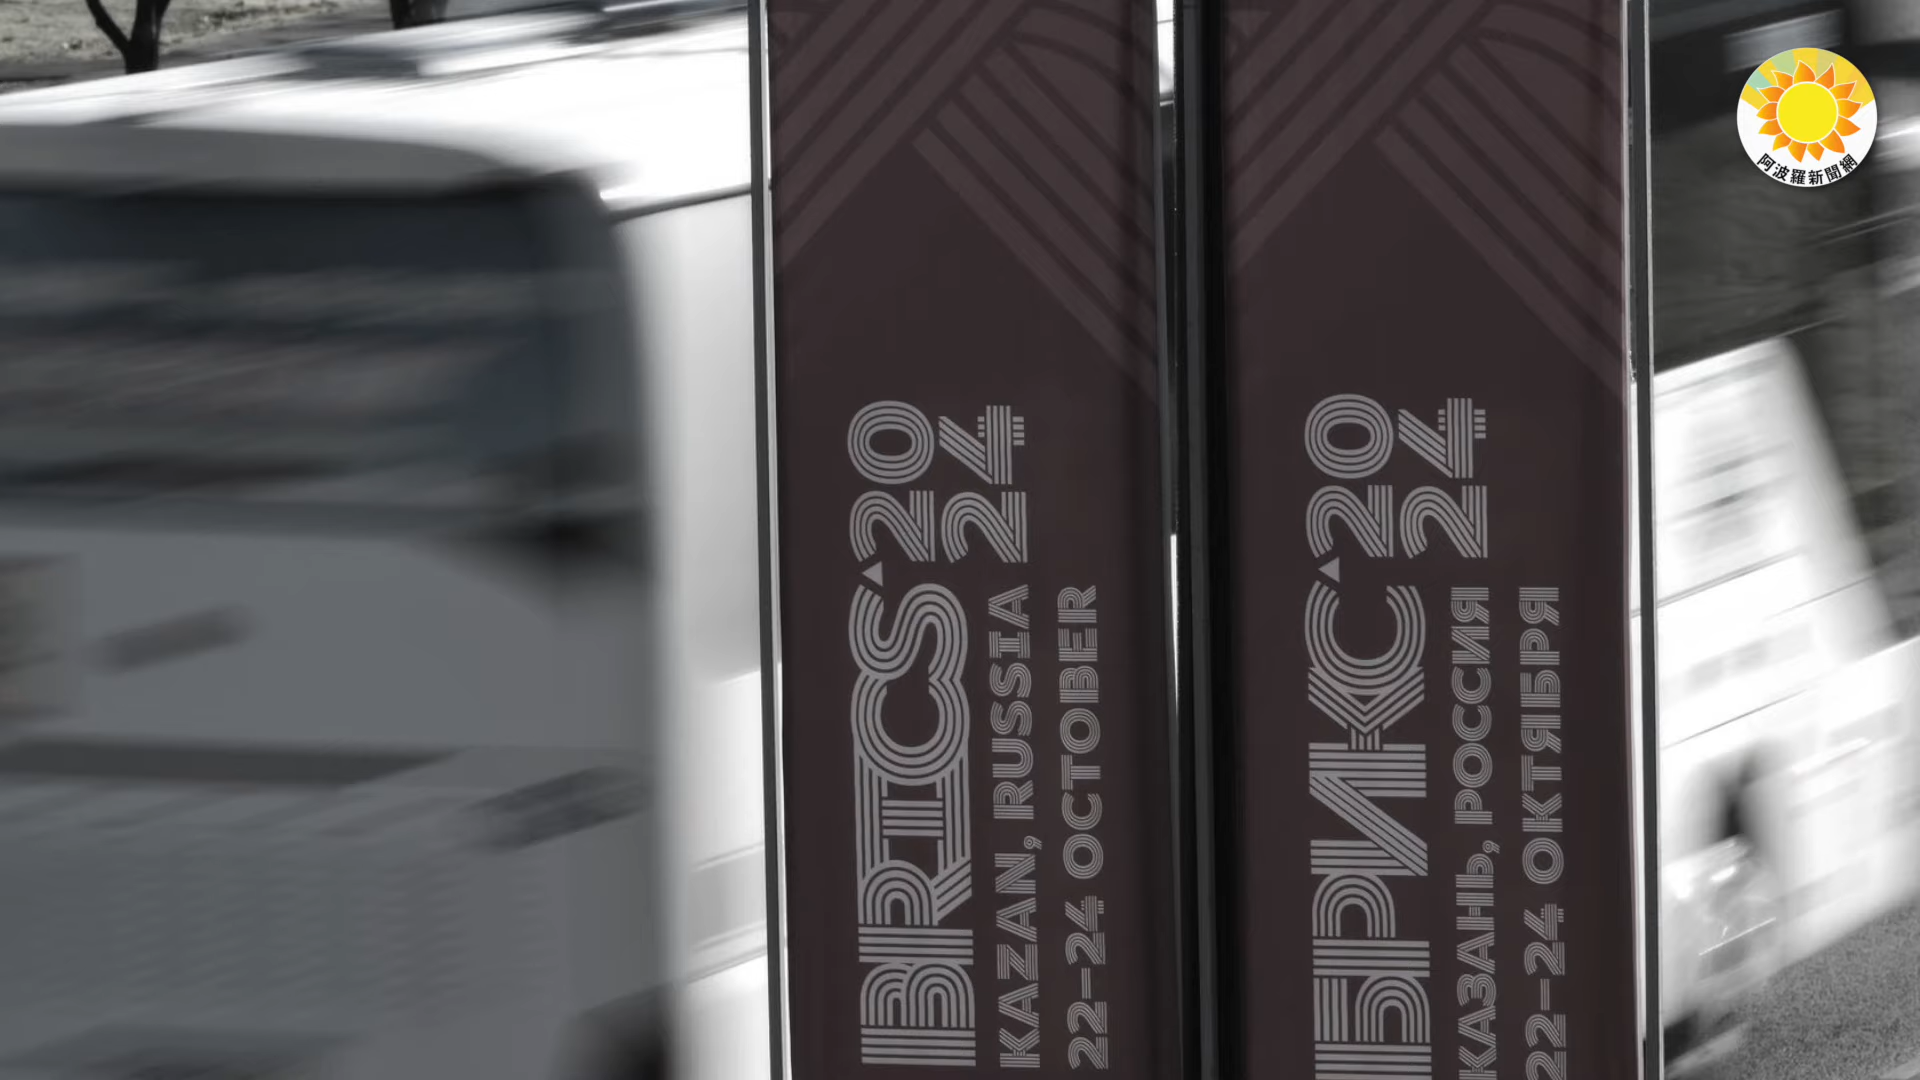 BRICS 2024
KAZAN, RUSSIA
22–24 OCTOBER
БРИКС 2024
КАЗАНЬ, РОССИЯ
22–24 ОКТЯБРЯ
阿波羅新聞網